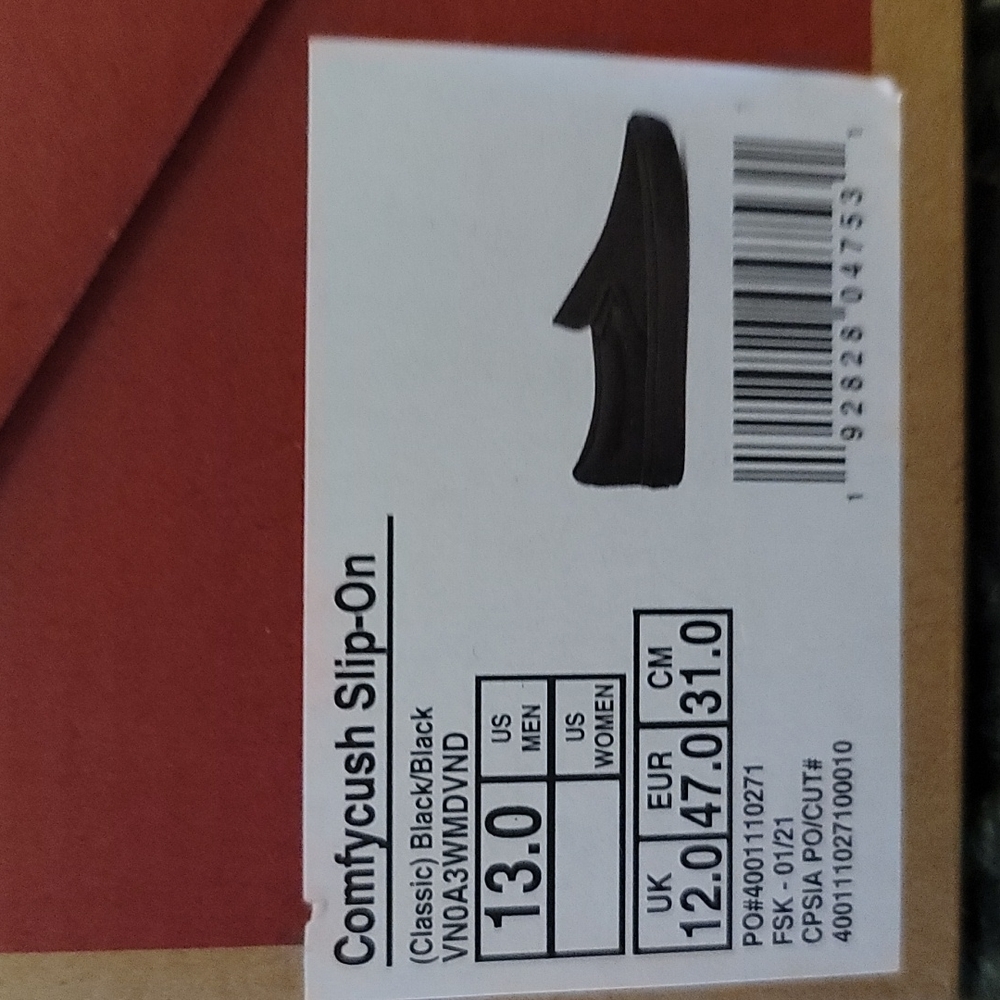 Comfycush Slip-On
(Classic) Black/Black
VN0A3WMDVND
13.0 US MEN
US WOMEN
UK EUR CM
12.0 47.0 31.0
PO#4001110271
FSK - 01/21
CPSIA PO/CUT#
400111027100010
1 92828 04753 1